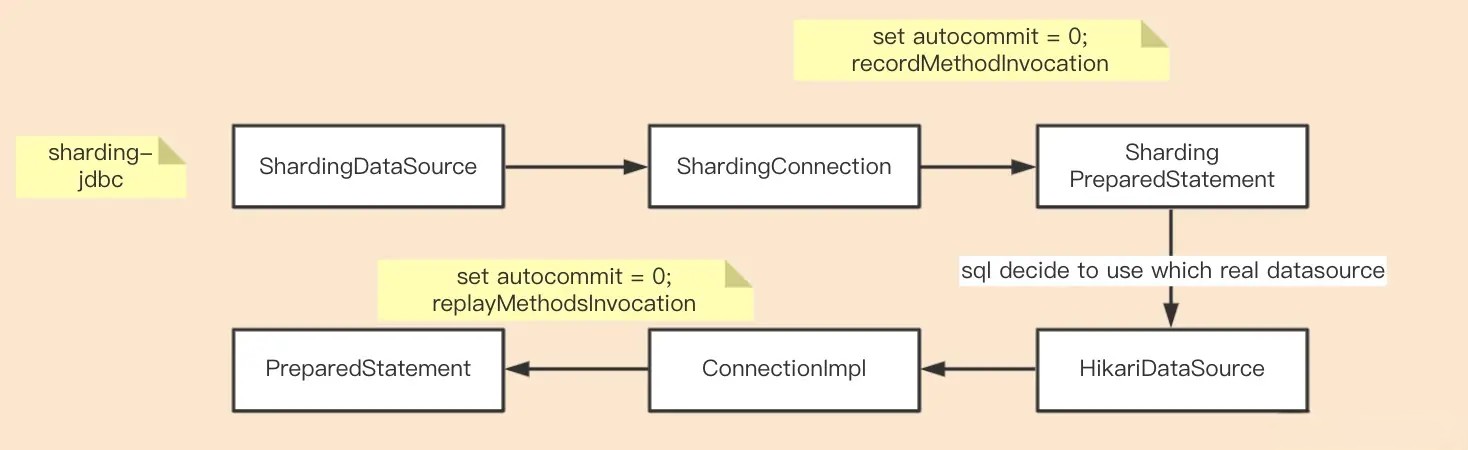 set autocommit = 0;
recordMethodInvocation
sharding-
jdbc
ShardingDataSource
ShardingConnection
Sharding
PreparedStatement
sql decide to use which real datasource
set autocommit = 0;
replayMethodsInvocation
PreparedStatement
ConnectionImpl
HikariDataSource